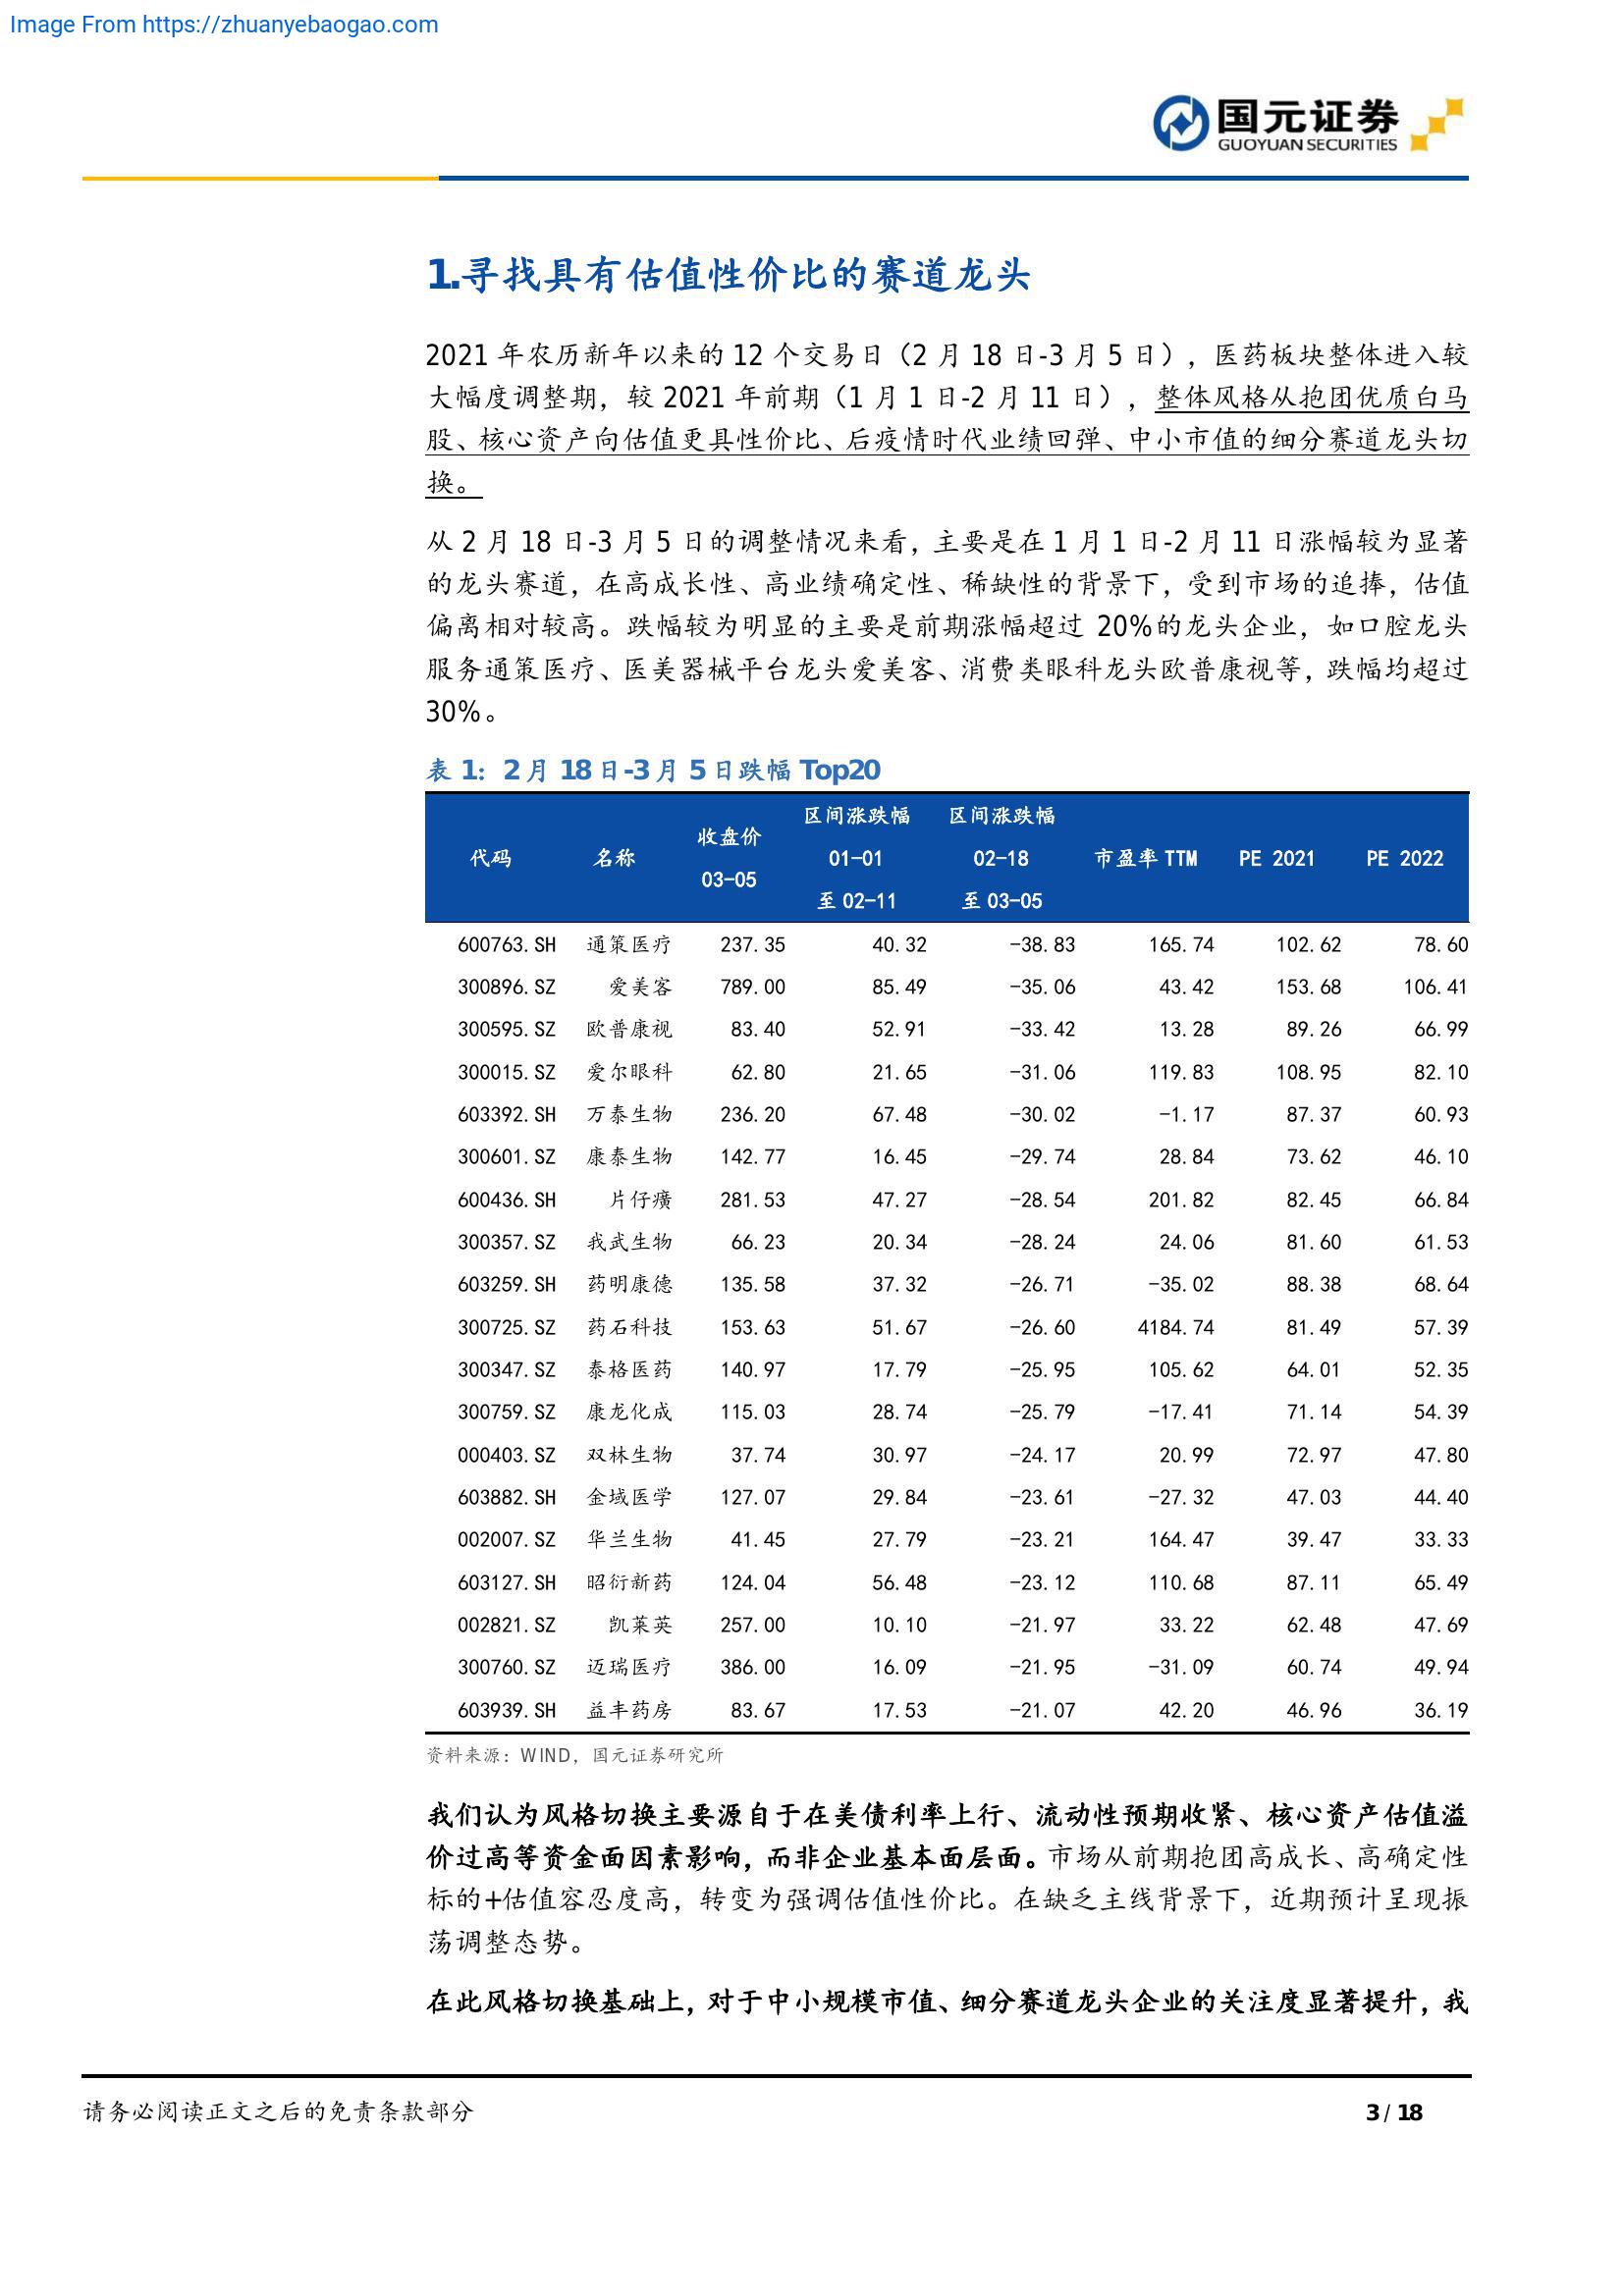 Image From https://zhuanyebaogao.com
国元证券
GUOYUAN SECURITIES
1.寻找具有估值性价比的赛道龙头
2021 年农历新年以来的 12 个交易日（2 月 18 日-3 月 5 日），医药板块整体进入较
大幅度调整期，较 2021 年前期（1 月 1 日-2 月 11 日），整体风格从抱团优质白马
股、核心资产向估值更具性价比、后疫情时代业绩回弹、中小市值的细分赛道龙头切
换。
从 2 月 18 日-3 月 5 日的调整情况来看，主要是在 1 月 1 日-2 月 11 日涨幅较为显著
的龙头赛道，在高成长性、高业绩确定性、稀缺性的背景下，受到市场的追捧，估值
偏离相对较高。跌幅较为明显的主要是前期涨幅超过 20%的龙头企业，如口腔龙头
服务通策医疗、医美器械平台龙头爱美客、消费类眼科龙头欧普康视等，跌幅均超过
30%。
表 1：2 月 18 日-3 月 5 日跌幅 Top20
代码 名称 收盘价 03-05 区间涨跌幅 01-01 至 02-11 区间涨跌幅 02-18 至 03-05 市盈率 TTM PE 2021 PE 2022
600763.SH 通策医疗 237.35 40.32 -38.83 165.74 102.62 78.60
300896.SZ 爱美客 789.00 85.49 -35.06 43.42 153.68 106.41
300595.SZ 欧普康视 83.40 52.91 -33.42 13.28 89.26 66.99
300015.SZ 爱尔眼科 62.80 21.65 -31.06 119.83 108.95 82.10
603392.SH 万泰生物 236.20 67.48 -30.02 -1.17 87.37 60.93
300601.SZ 康泰生物 142.77 16.45 -29.74 28.84 73.62 46.10
600436.SH 片仔癀 281.53 47.27 -28.54 201.82 82.45 66.84
300357.SZ 我武生物 66.23 20.34 -28.24 24.06 81.60 61.53
603259.SH 药明康德 135.58 37.32 -26.71 -35.02 88.38 68.64
300725.SZ 药石科技 153.63 51.67 -26.60 4184.74 81.49 57.39
300347.SZ 泰格医药 140.97 17.79 -25.95 105.62 64.01 52.35
300759.SZ 康龙化成 115.03 28.74 -25.79 -17.41 71.14 54.39
000403.SZ 双林生物 37.74 30.97 -24.17 20.99 72.97 47.80
603882.SH 金域医学 127.07 29.84 -23.61 -27.32 47.03 44.40
002007.SZ 华兰生物 41.45 27.79 -23.21 164.47 39.47 33.33
603127.SH 昭衍新药 124.04 56.48 -23.12 110.68 87.11 65.49
002821.SZ 凯莱英 257.00 10.10 -21.97 33.22 62.48 47.69
300760.SZ 迈瑞医疗 386.00 16.09 -21.95 -31.09 60.74 49.94
603939.SH 益丰药房 83.67 17.53 -21.07 42.20 46.96 36.19
资料来源：WIND，国元证券研究所
我们认为风格切换主要源自于在美债利率上行、流动性预期收紧、核心资产估值溢
价过高等资金面因素影响，而非企业基本面层面。市场从前期抱团高成长、高确定性
标的+估值容忍度高，转变为强调估值性价比。在缺乏主线背景下，近期预计呈现振
荡调整态势。
在此风格切换基础上，对于中小规模市值、细分赛道龙头企业的关注度显著提升，我
请务必阅读正文之后的免责条款部分
3 / 18